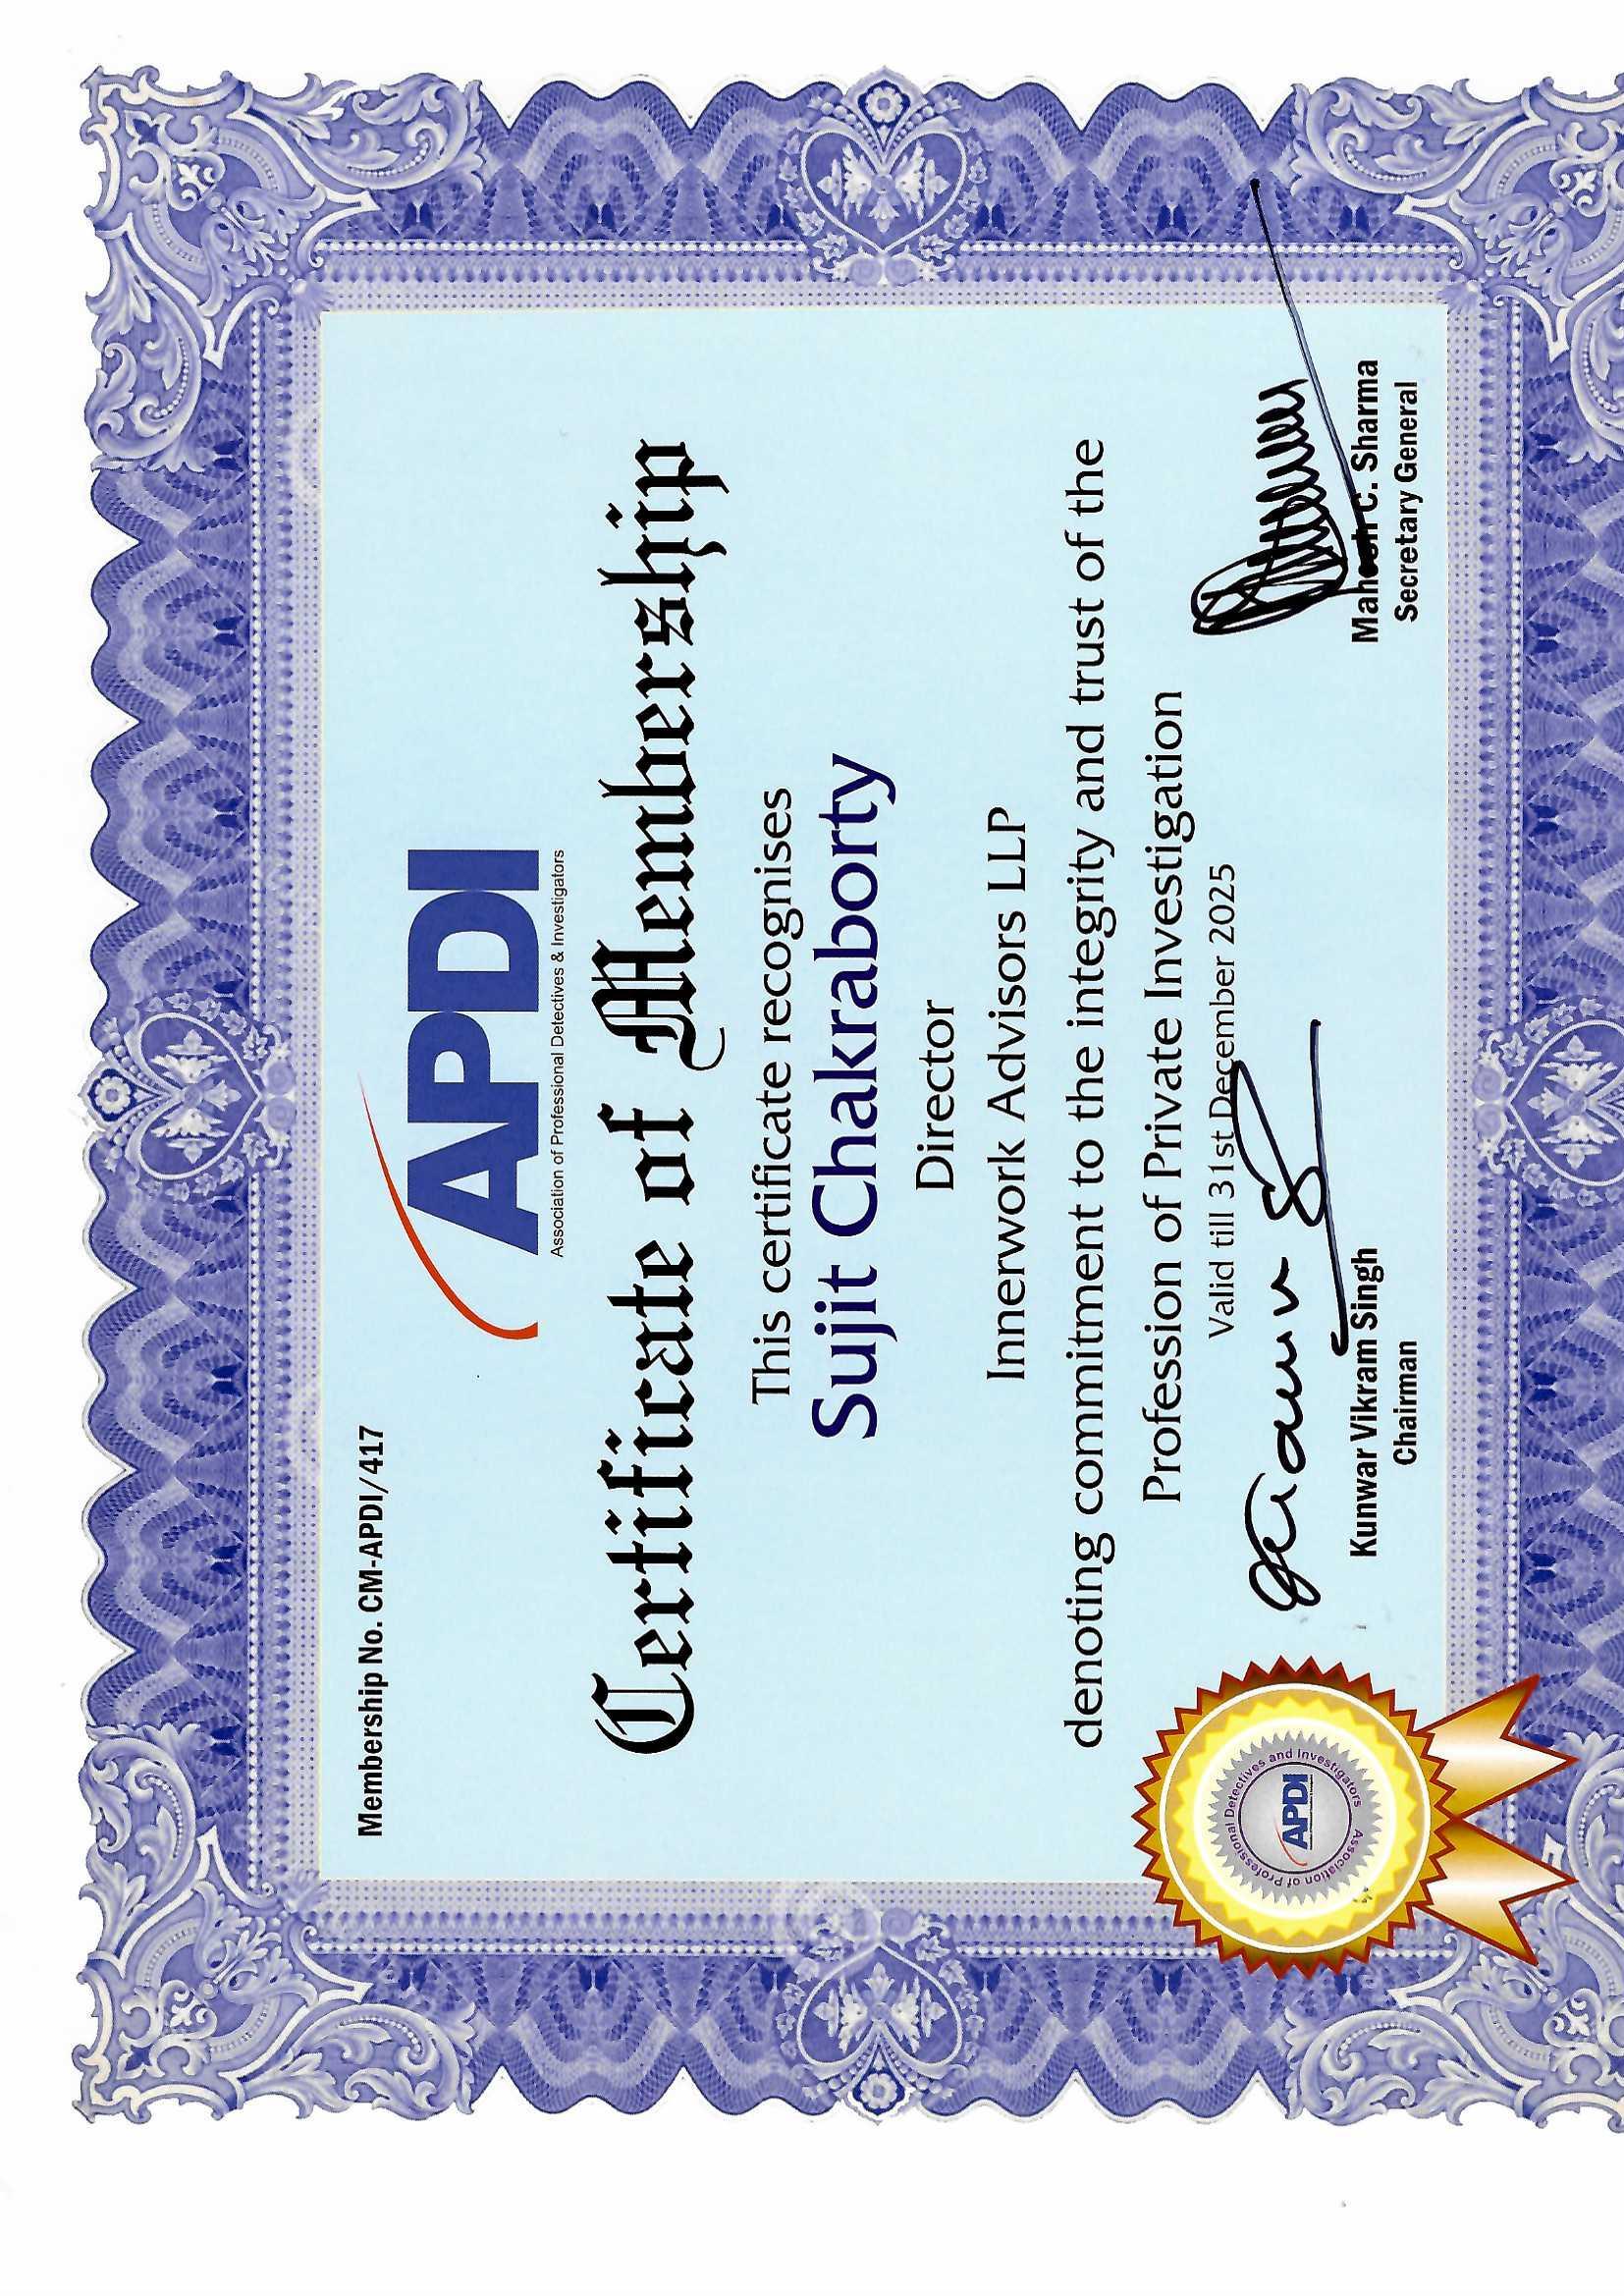 Membership No. CM-APDI/417
APDI
Association of Professional Detectives & Investigators
Certificate of Membership
This certificate recognises
Sujit Chakraborty
Director
Innerwork Advisors LLP
denoting commitment to the integrity and trust of the
Profession of Private Investigation
Valid till 31st December 2025
Association of Professional Detectives and Investigators
APDI
Kunwar Vikram Singh
Chairman
Mahesh C. Sharma
Secretary General